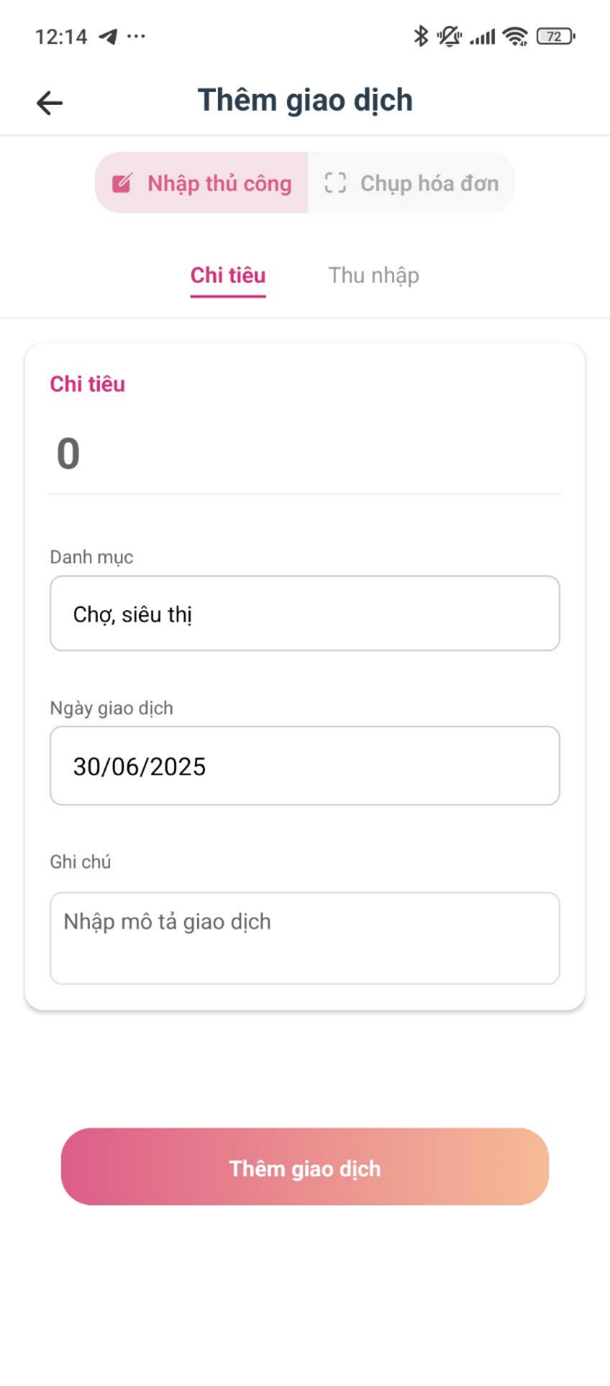 12:14
72
Thêm giao dịch
Nhập thủ công Chụp hóa đơn
Chi tiêu Thu nhập
Chi tiêu
0
Danh mục
Chợ, siêu thị
Ngày giao dịch
30/06/2025
Ghi chú
Nhập mô tả giao dịch
Thêm giao dịch